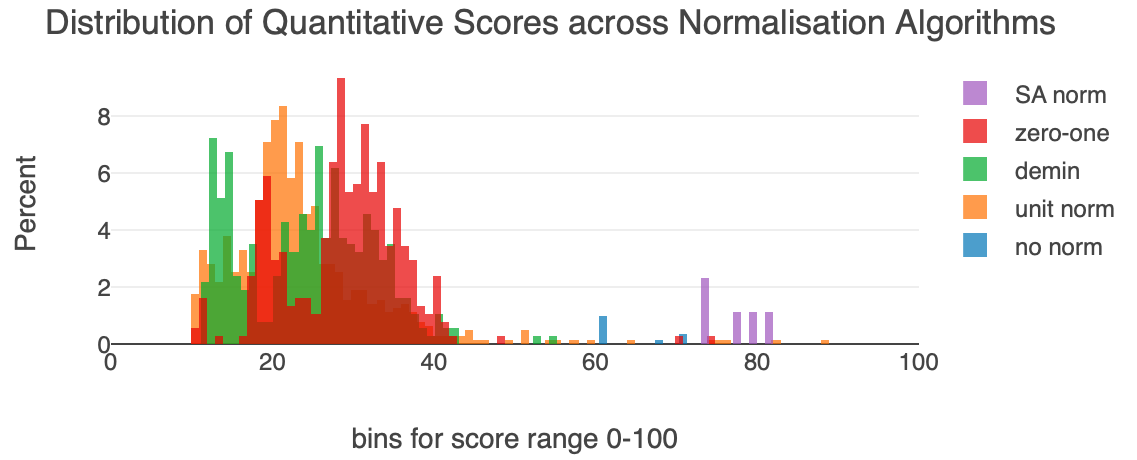 Distribution of Quantitative Scores across Normalisation Algorithms
Percent
8
6
4
2
0
0 20 40 60 80 100
bins for score range 0-100
SA norm
zero-one
demin
unit norm
no norm